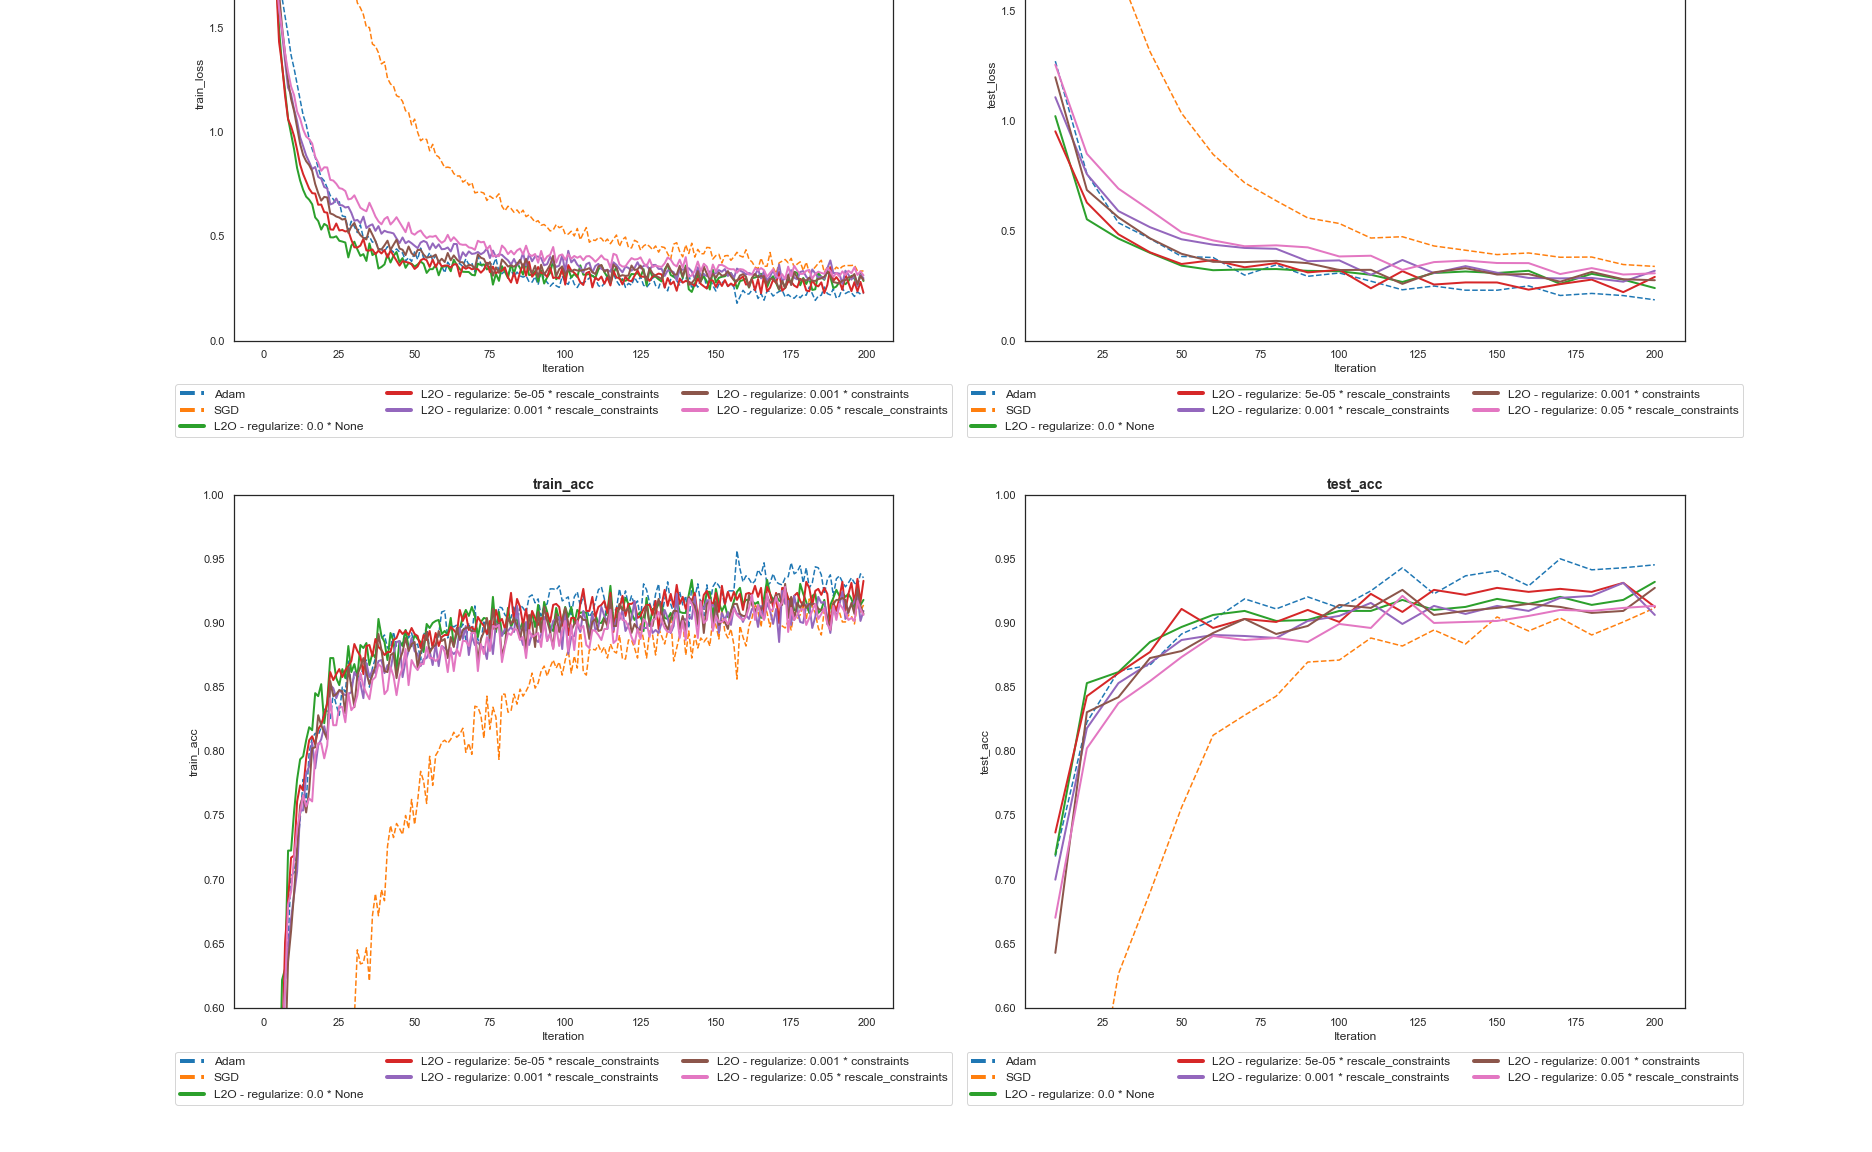 1.5
1.0
0.5
0.0
train_loss
0 25 50 75 100 125 150 175 200
Iteration
Adam
SGD
L2O - regularize: 0.0 * None
L2O - regularize: 5e-05 * rescale_constraints
L2O - regularize: 0.001 * rescale_constraints
L2O - regularize: 0.001 * constraints
L2O - regularize: 0.05 * rescale_constraints
1.5
1.0
0.5
0.0
test_loss
25 50 75 100 125 150 175 200
Iteration
Adam
SGD
L2O - regularize: 0.0 * None
L2O - regularize: 5e-05 * rescale_constraints
L2O - regularize: 0.001 * rescale_constraints
L2O - regularize: 0.001 * constraints
L2O - regularize: 0.05 * rescale_constraints
train_acc
1.00
0.95
0.90
0.85
0.80
0.75
0.70
0.65
0.60
train_acc
0 25 50 75 100 125 150 175 200
Iteration
Adam
SGD
L2O - regularize: 0.0 * None
L2O - regularize: 5e-05 * rescale_constraints
L2O - regularize: 0.001 * rescale_constraints
L2O - regularize: 0.001 * constraints
L2O - regularize: 0.05 * rescale_constraints
test_acc
1.00
0.95
0.90
0.85
0.80
0.75
0.70
0.65
0.60
test_acc
25 50 75 100 125 150 175 200
Iteration
Adam
SGD
L2O - regularize: 0.0 * None
L2O - regularize: 5e-05 * rescale_constraints
L2O - regularize: 0.001 * rescale_constraints
L2O - regularize: 0.001 * constraints
L2O - regularize: 0.05 * rescale_constraints